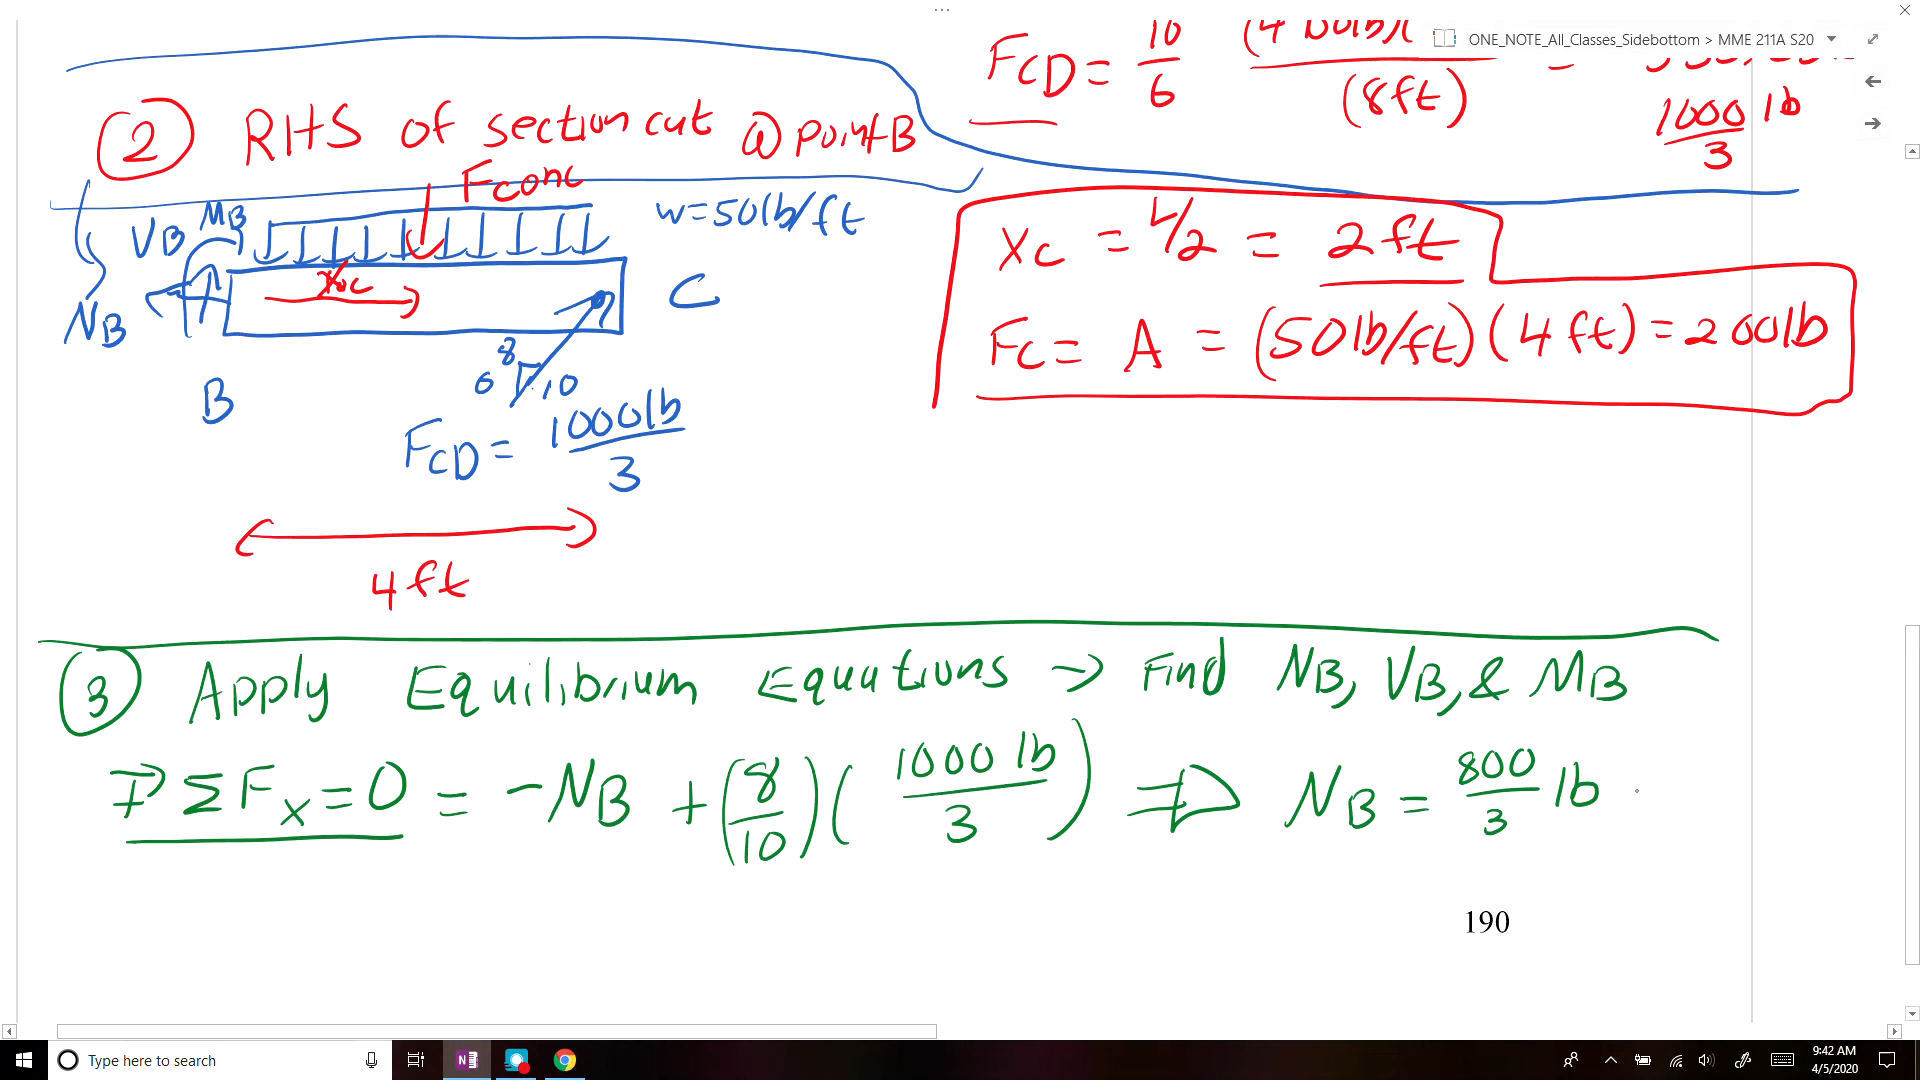 ONE_NOTE_All_Classes_Sidebottom > MME 211A S20
FCD = 10/6 (8ft) =
1000/3 lb
② RHS of section cut @ point B
Fconc
w=50lb/ft
VB MB
NB
xc
C
B
8
6 10
FCD = 1000lb/3
4ft
xc = L/2 = 2ft
Fc = A = (50lb/ft)(4ft) = 200lb
③ Apply Equilibrium Equations → Find NB, VB, & MB
ΣFx = 0 = -NB + (8/10)(1000 lb/3) ⇒ NB = 800/3 lb
190
Type here to search
9:42 AM
4/5/2020